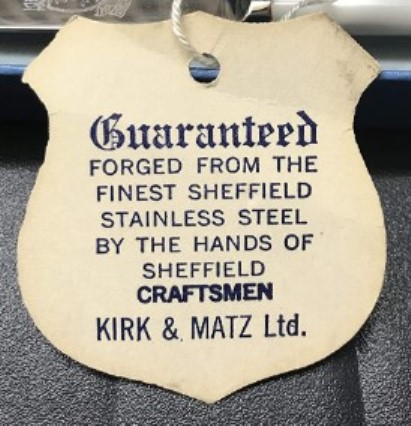 Guaranteed
FORGED FROM THE
FINEST SHEFFIELD
STAINLESS STEEL
BY THE HANDS OF
SHEFFIELD
CRAFTSMEN
KIRK & MATZ Ltd.